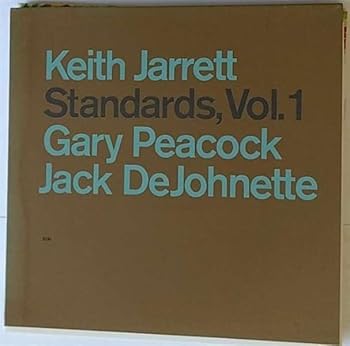 Keith Jarrett
Standards, Vol. 1
Gary Peacock
Jack DeJohnette